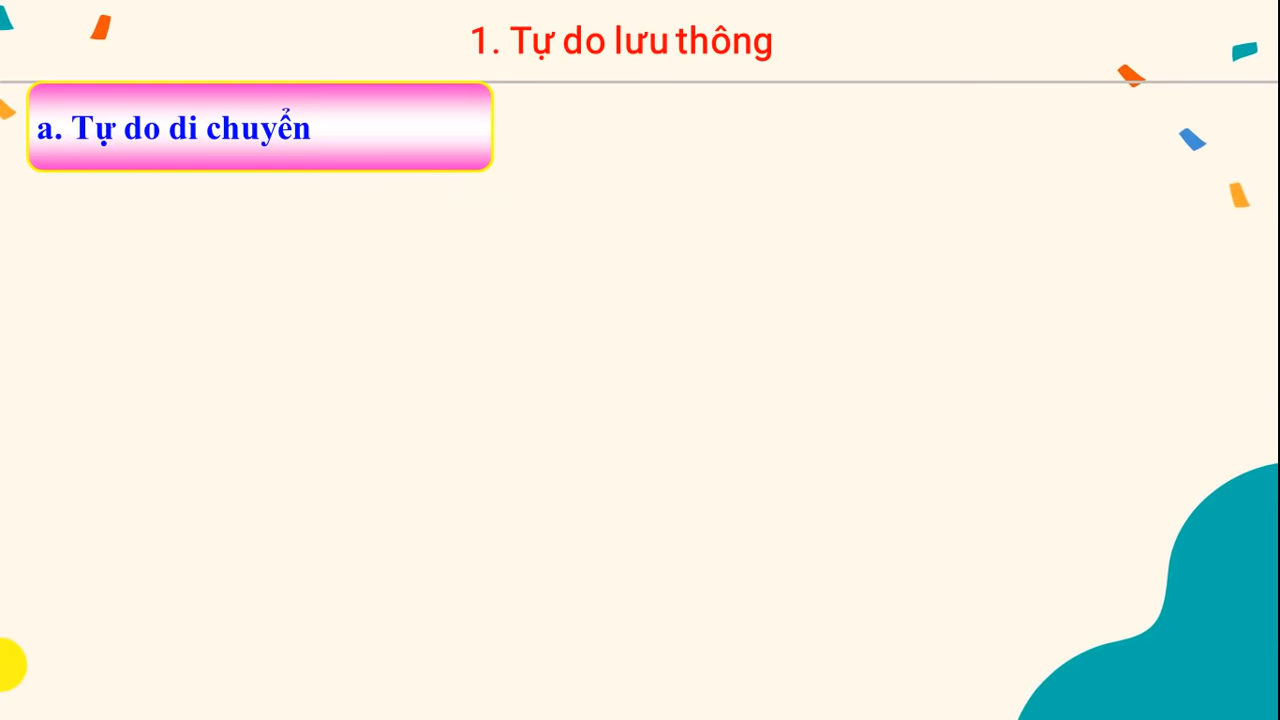 1. Tự do lưu thông
a. Tự do di chuyển